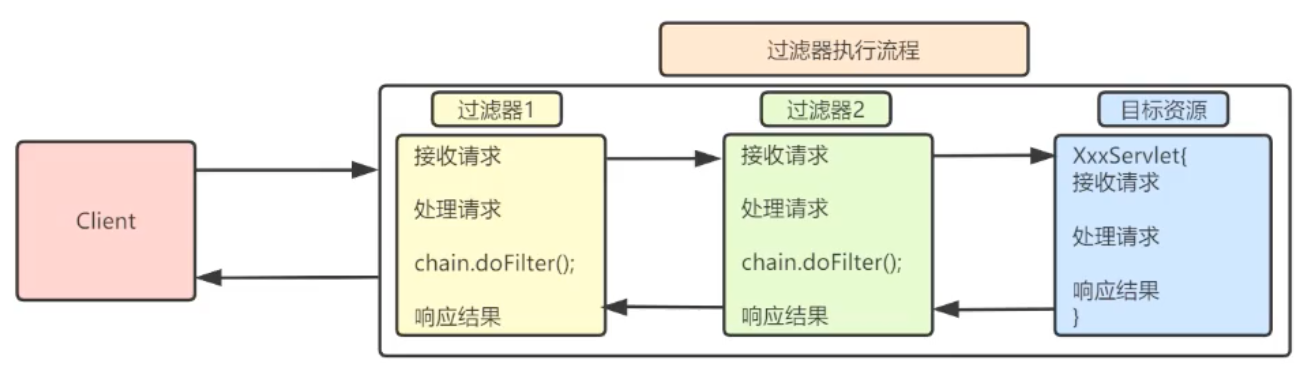 过滤器执行流程
Client
过滤器1
接收请求
处理请求
chain.doFilter();
响应结果
过滤器2
接收请求
处理请求
chain.doFilter();
响应结果
目标资源
XxxServlet{
接收请求
处理请求
响应结果
}